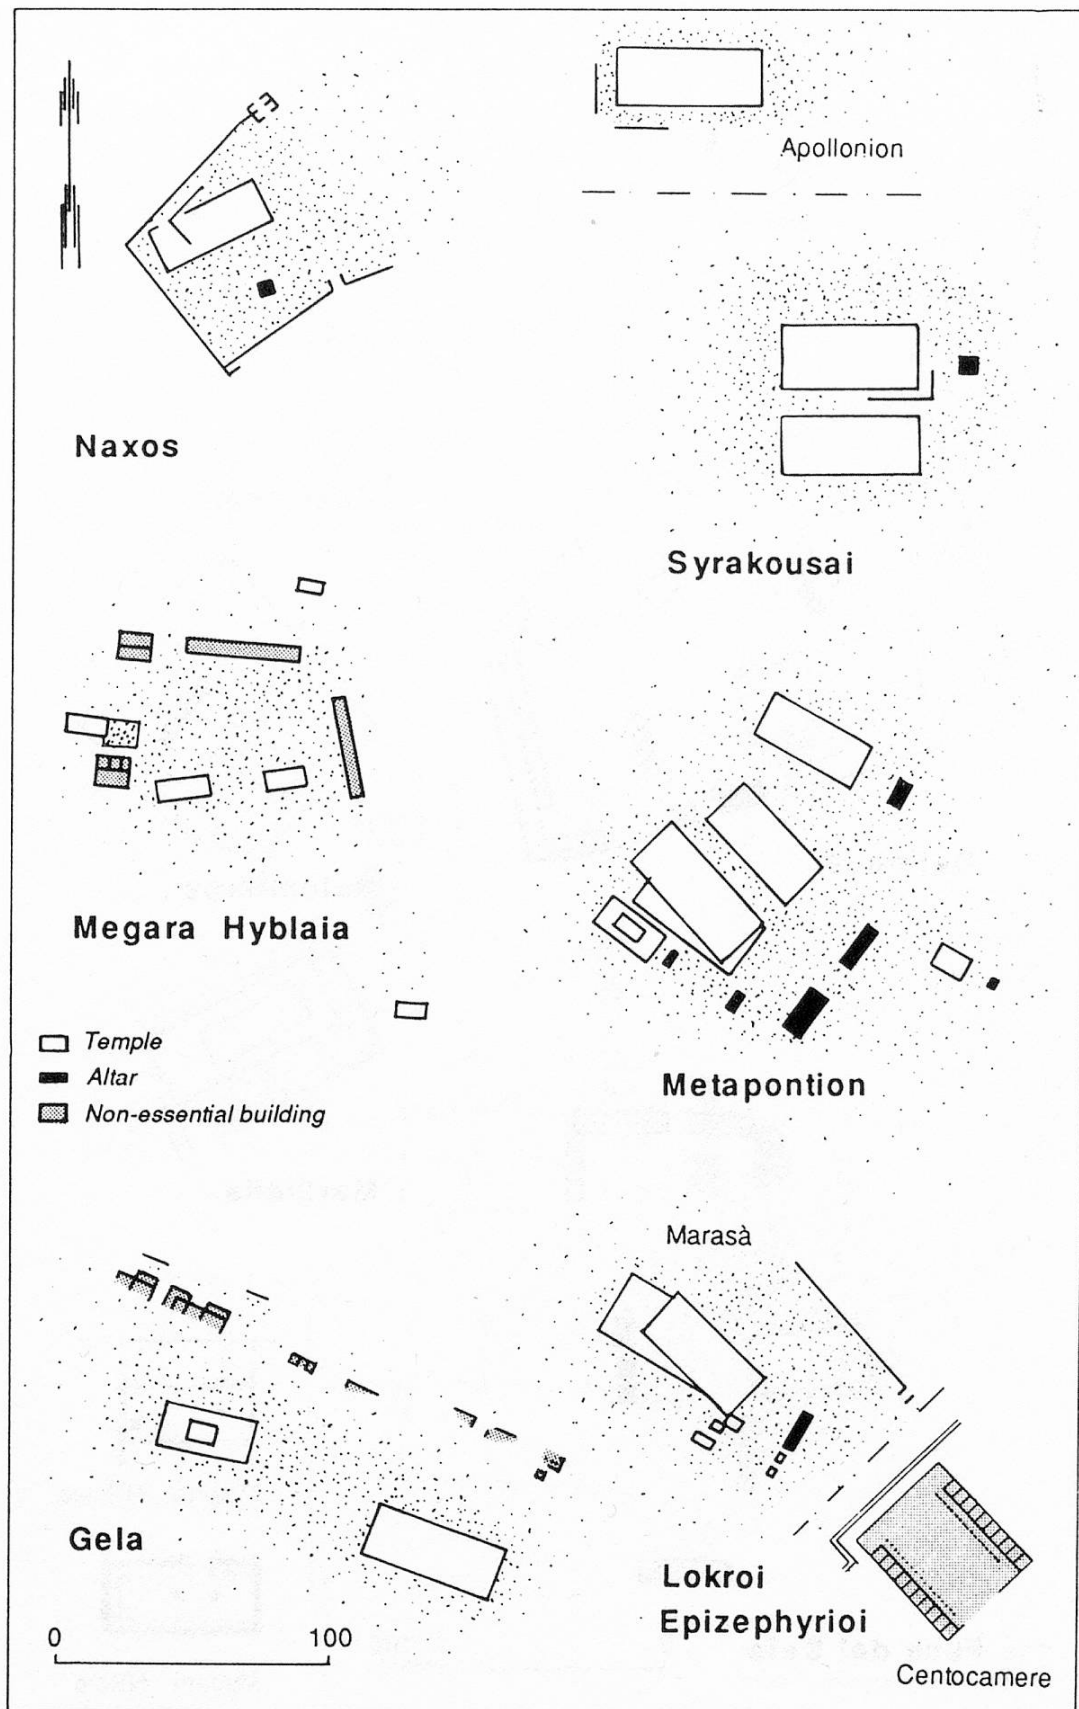 Apollonion
Naxos
Syrakousai
Megara Hyblaia
Temple
Altar
Non-essential building
Metapontion
Marasà
Gela
Lokroi
Epizephyrioi
0 100
Centocamere